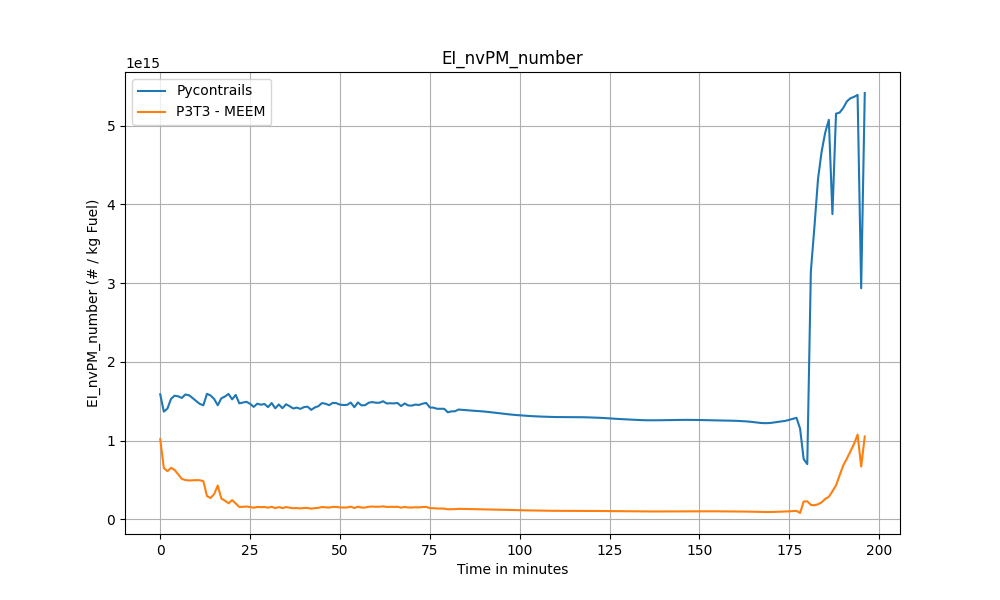 EI_nvPM_number
1e15
Pycontrails
P3T3 - MEEM
EI_nvPM_number (# / kg Fuel)
5
4
3
2
1
0
0 25 50 75 100 125 150 175 200
Time in minutes